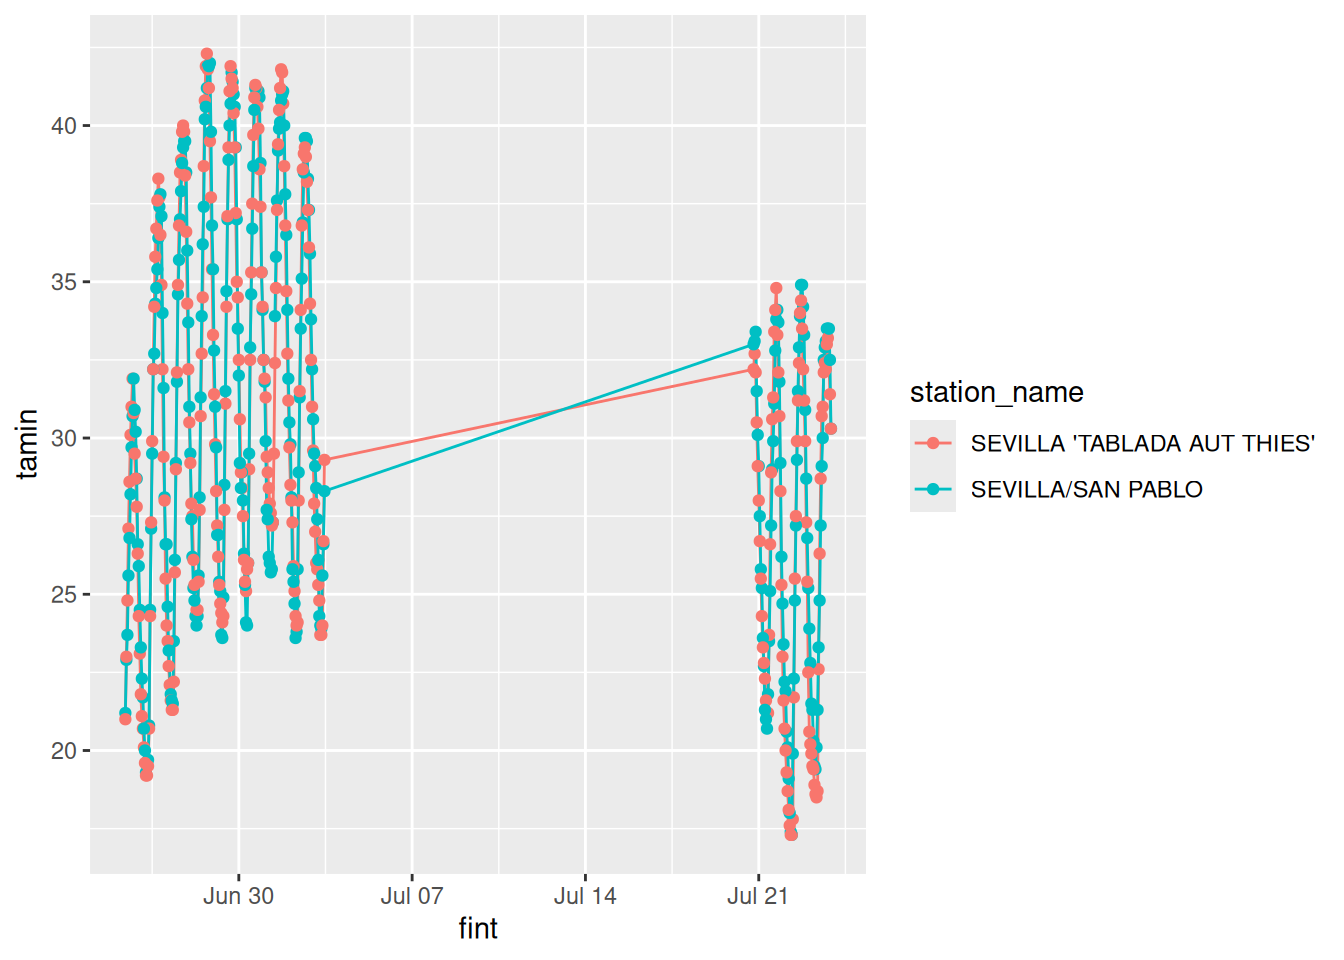 40
35
30
25
20
tamin
Jun 30
Jul 07
Jul 14
Jul 21
fint
station_name
SEVILLA 'TABLADA AUT THIES'
SEVILLA/SAN PABLO